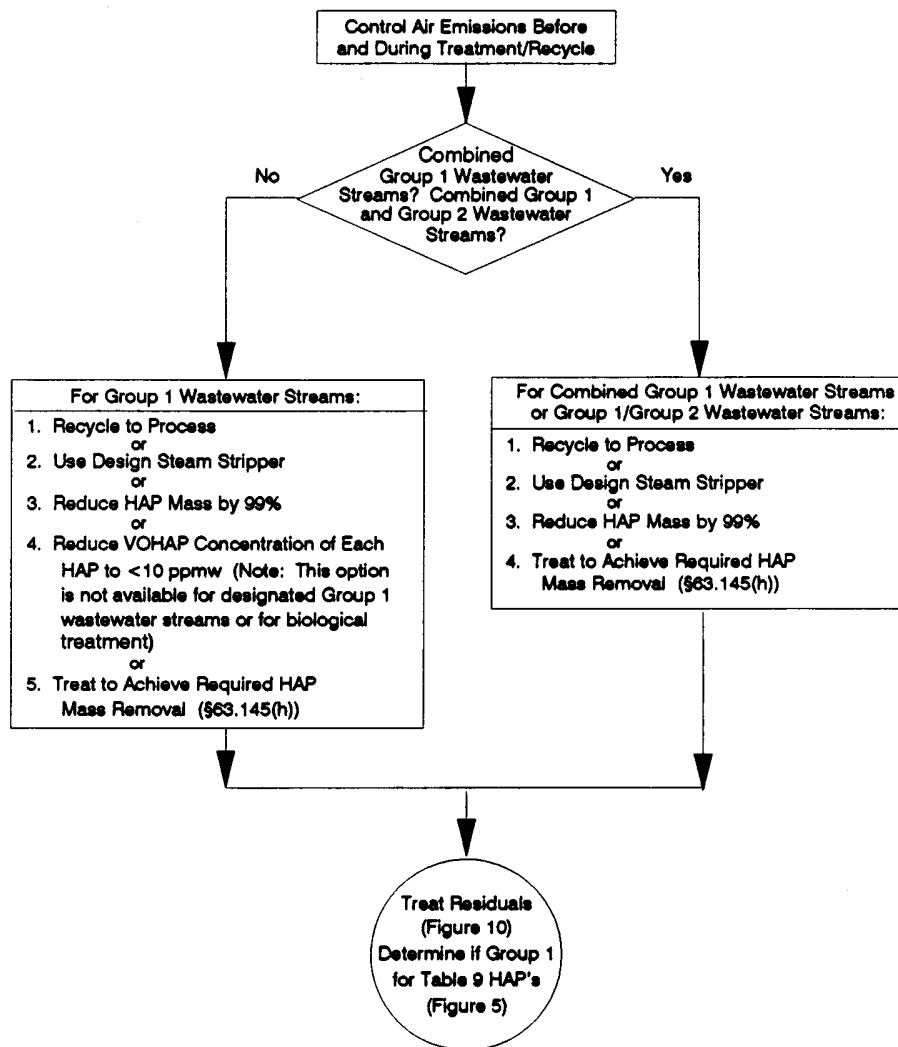 Control Air Emissions Before
and During Treatment/Recycle
Combined
Group 1 Wastewater
Streams? Combined Group 1
and Group 2 Wastewater
Streams?
No
Yes
For Group 1 Wastewater Streams:
1. Recycle to Process
or
2. Use Design Steam Stripper
or
3. Reduce HAP Mass by 99%
or
4. Reduce VOHAP Concentration of Each
HAP to <10 ppmw (Note: This option
is not available for designated Group 1
wastewater streams or for biological
treatment)
or
5. Treat to Achieve Required HAP
Mass Removal (§63.145(h))
For Combined Group 1 Wastewater Streams
or Group 1/Group 2 Wastewater Streams:
1. Recycle to Process
or
2. Use Design Steam Stripper
or
3. Reduce HAP Mass by 99%
or
4. Treat to Achieve Required HAP
Mass Removal (§63.145(h))
Treat Residuals
(Figure 10)
Determine if Group 1
for Table 9 HAP's
(Figure 5)